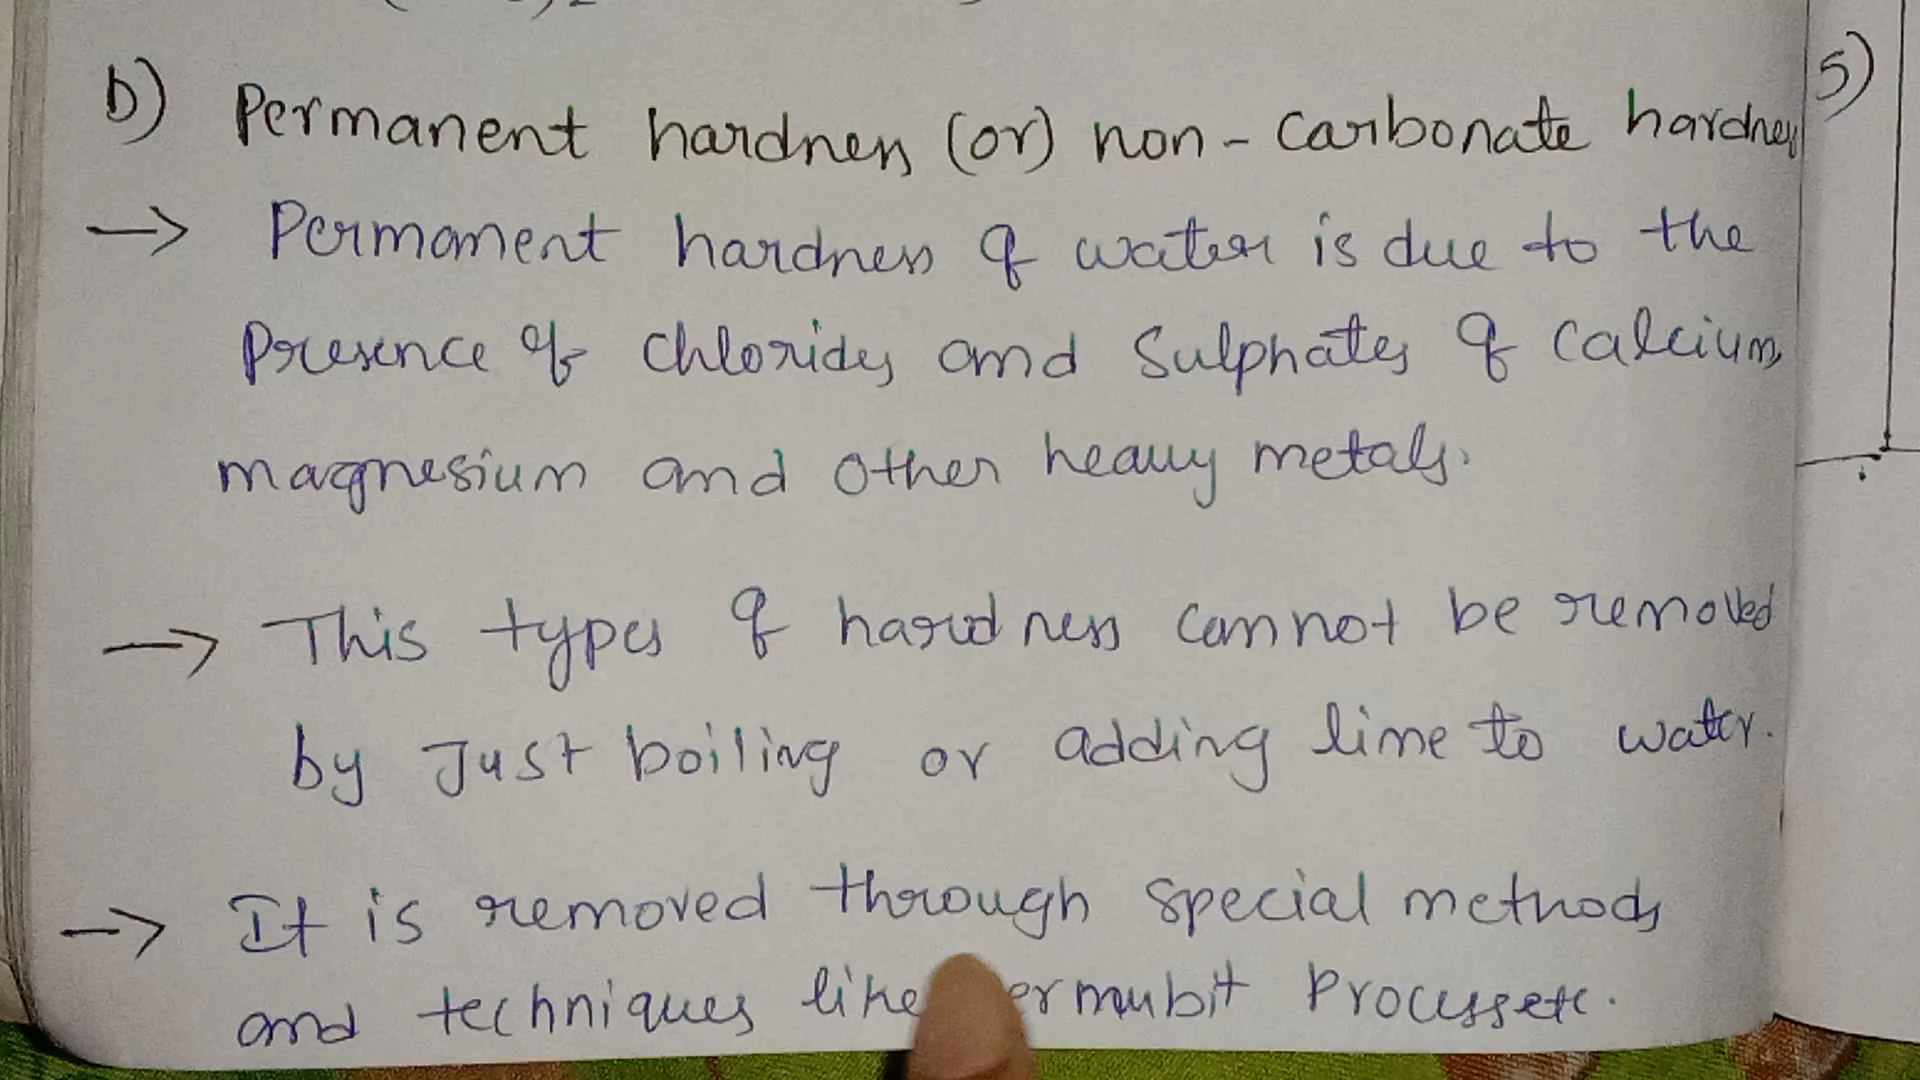 b) Permanent hardness (or) non-carbonate hardness
5)
→ Permanent hardness of water is due to the
presence of chlorides and sulphates of calcium,
magnesium and other heavy metals.
→ This types of hardness cannot be removed
by just boiling or adding lime to water.
→ It is removed through special methods
and techniques like ermubit process etc.